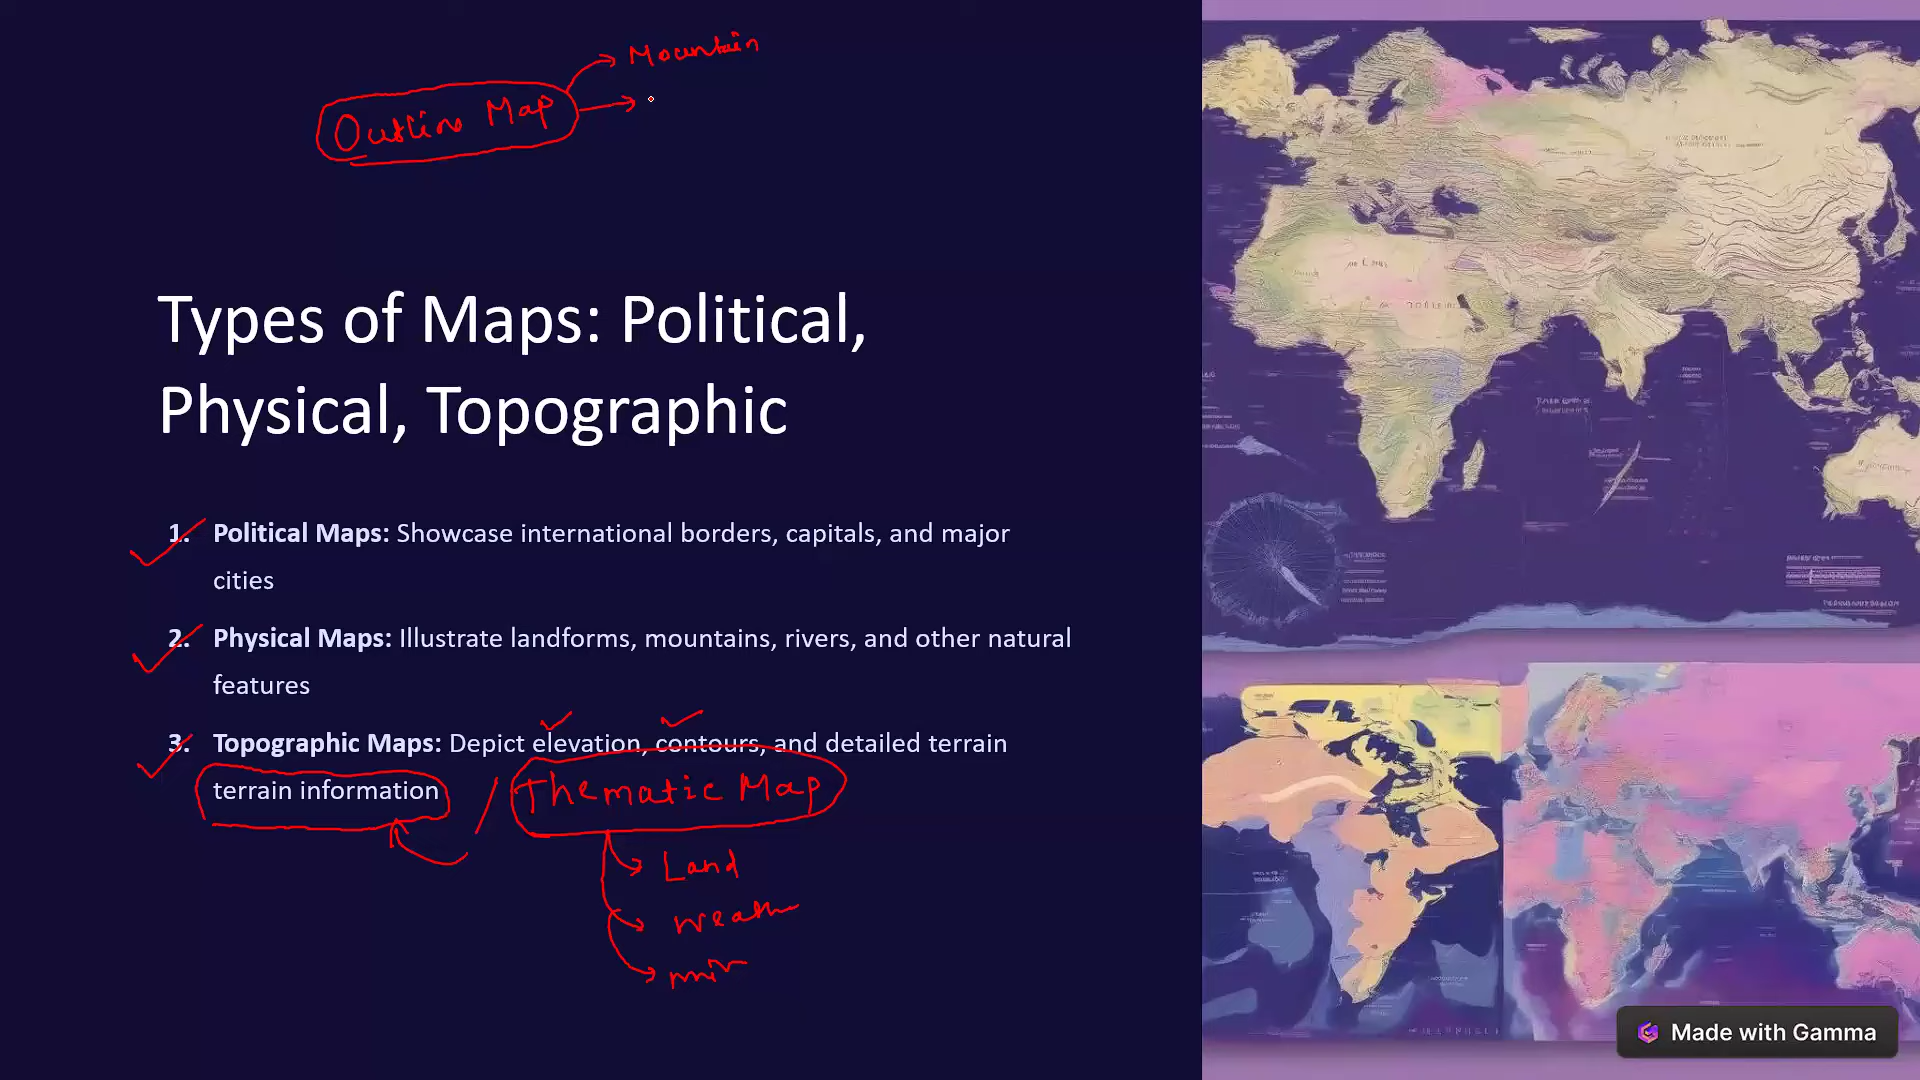 Mountain
Outline Map
Types of Maps: Political,
Physical, Topographic
1. Political Maps: Showcase international borders, capitals, and major
cities
2. Physical Maps: Illustrate landforms, mountains, rivers, and other natural
features
3. Topographic Maps: Depict elevation, contours, and detailed terrain
terrain information / Thematic Map
Land
Made with Gamma